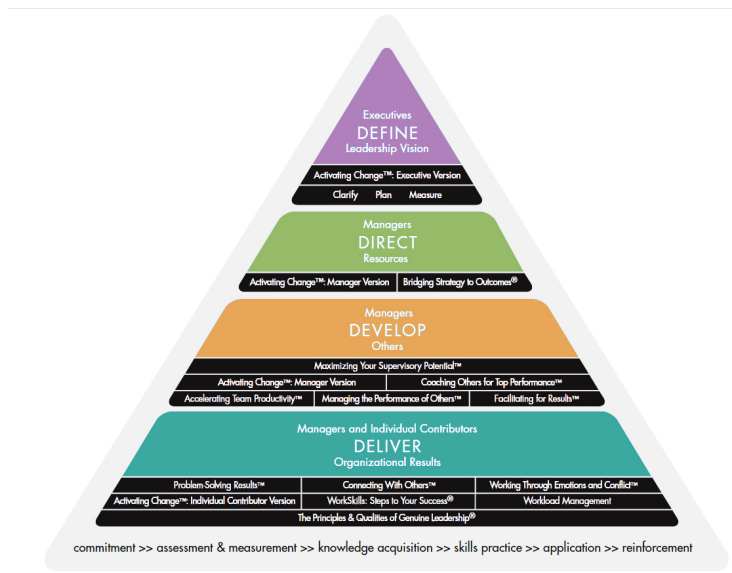 Executives
DEFINE
Leadership Vision
Activating Change™: Executive Version
Clarify Plan Measure
Managers
DIRECT
Resources
Activating Change™: Manager Version Bridging Strategy to Outcomes®
Managers
DEVELOP
Others
Maximizing Your Supervisory Potential™
Activating Change™: Manager Version Coaching Others for Top Performance™
Accelerating Team Productivity™ Managing the Performance of Others™ Facilitating for Results™
Managers and Individual Contributors
DELIVER
Organizational Results
Problem-Solving Results™ Connecting With Others™ Working Through Emotions and Conflict™
Activating Change™: Individual Contributor Version WorkSkills: Steps to Your Success® Workload Management
The Principles & Qualities of Genuine Leadership®
commitment >> assessment & measurement >> knowledge acquisition >> skills practice >> application >> reinforcement